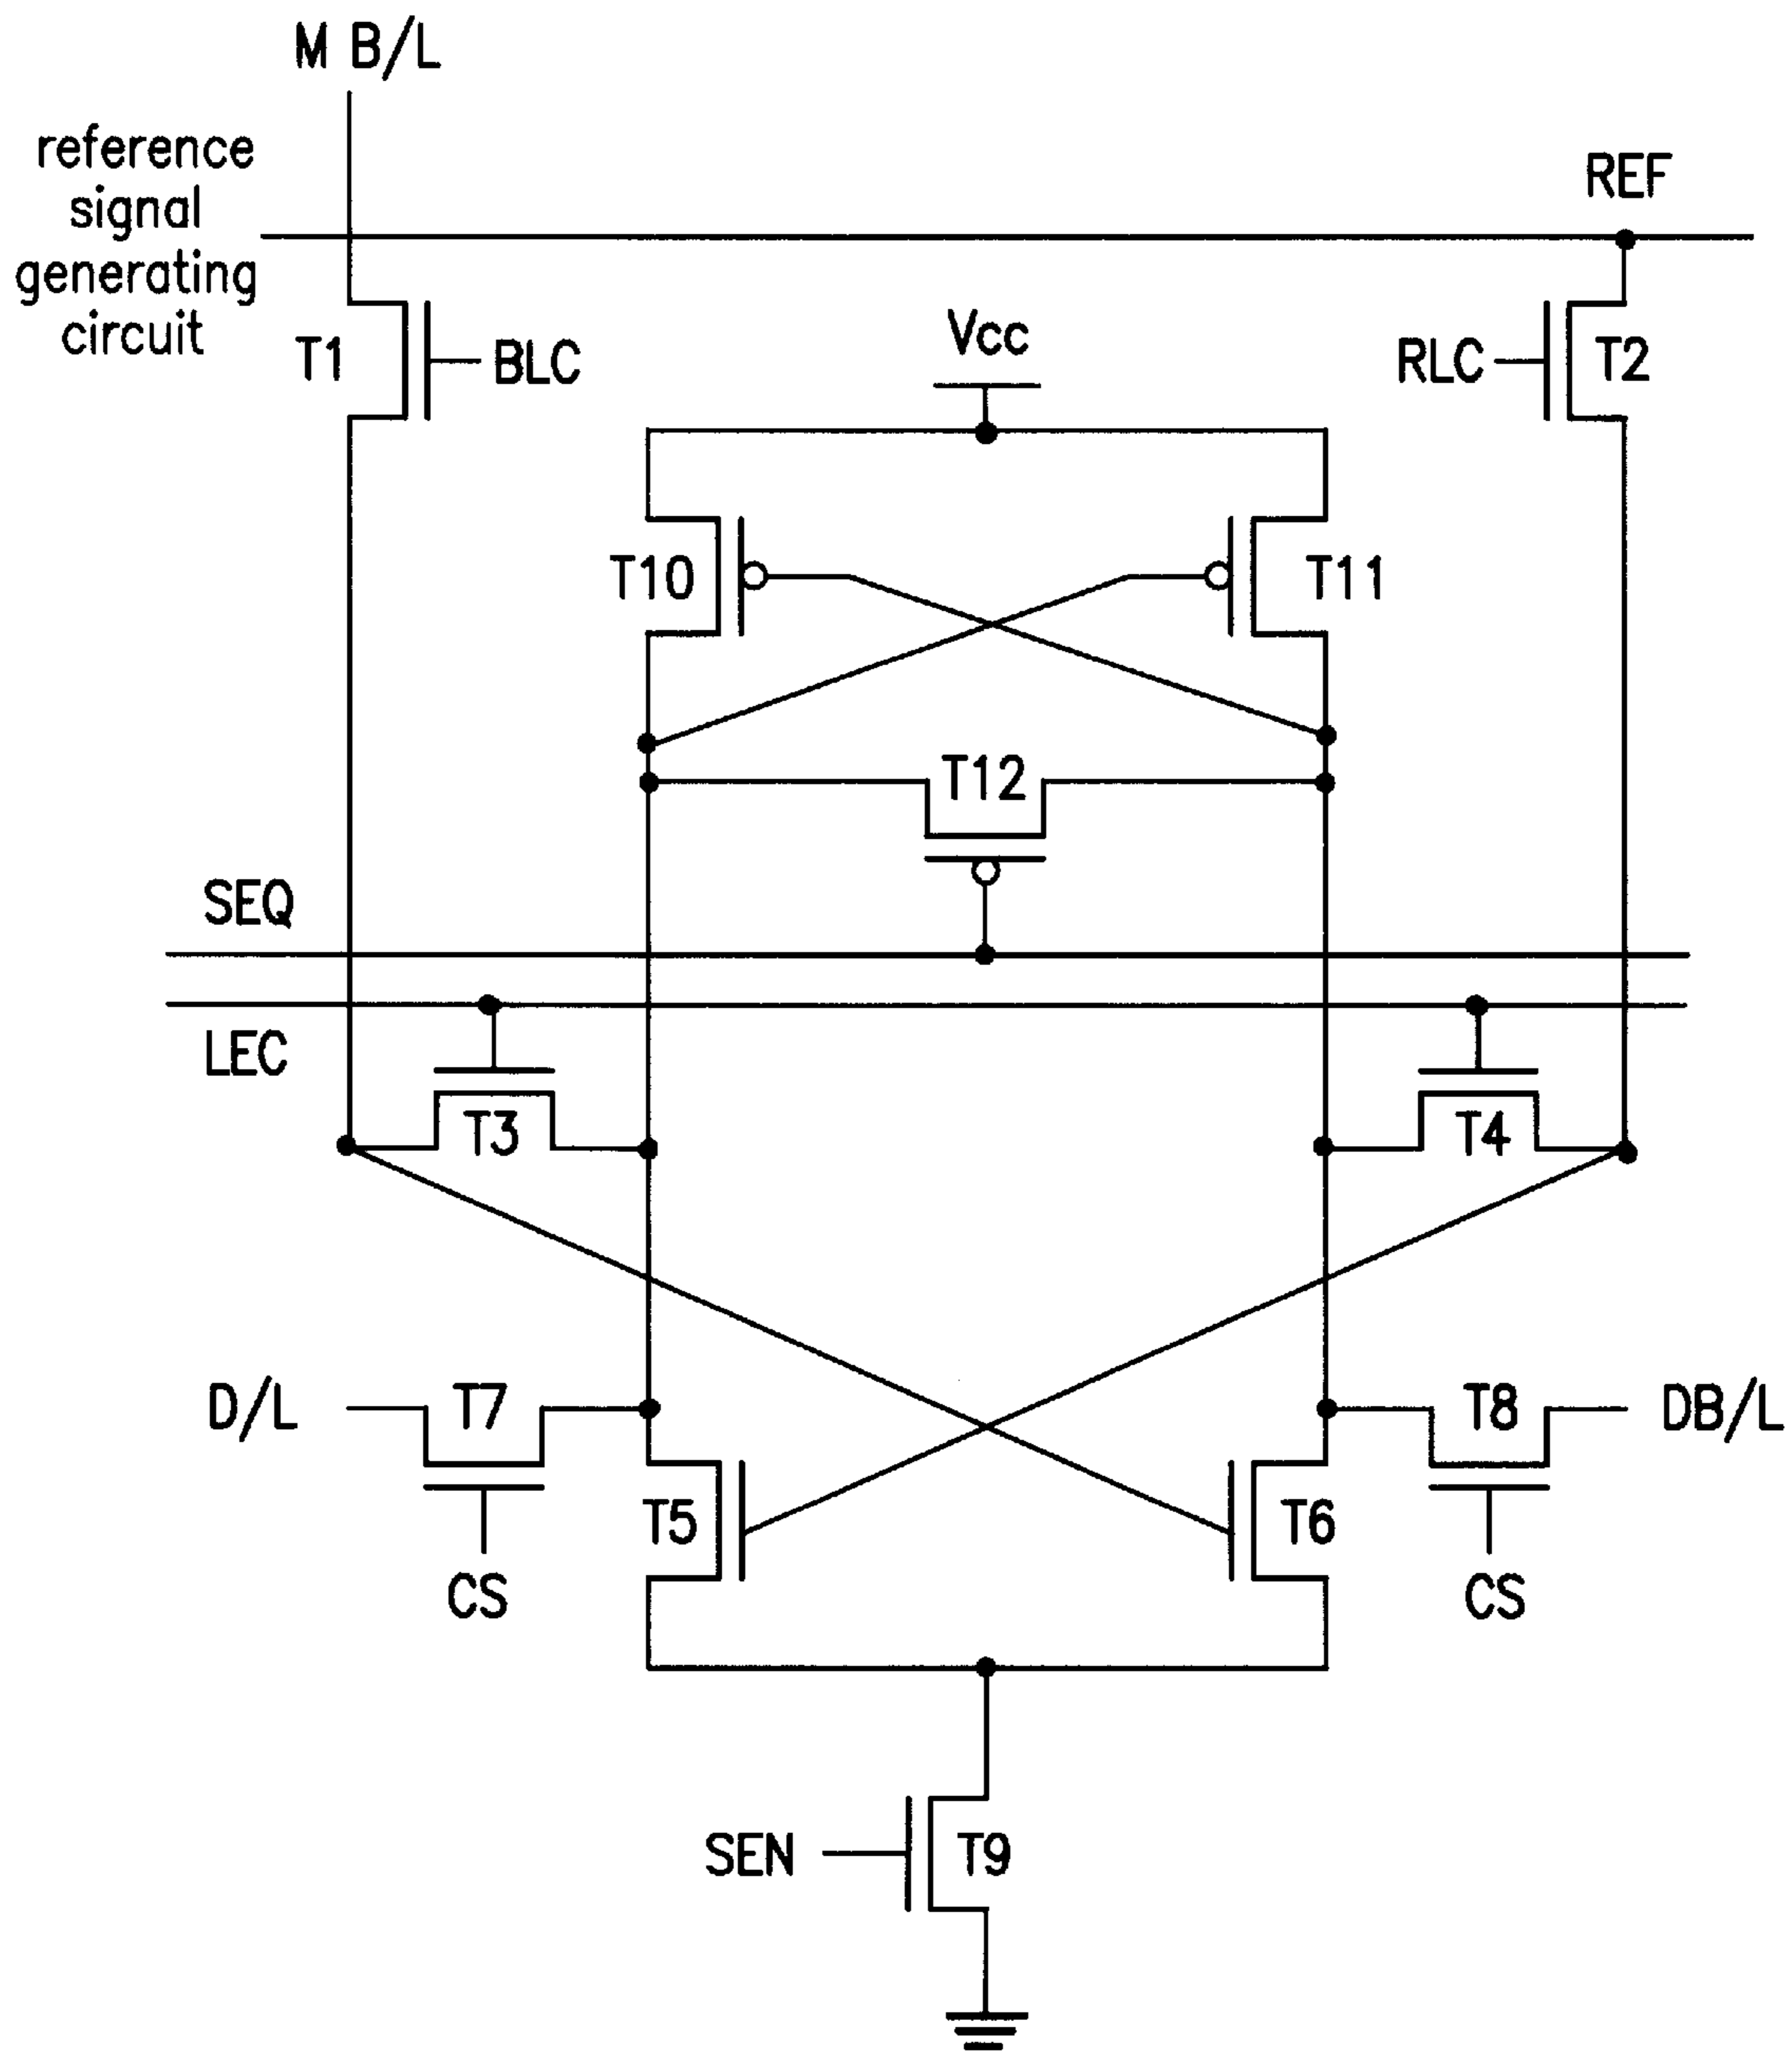 M B/L
reference
signal
generating
circuit
REF
T1
BLC
Vcc
RLC
T2
T10
T11
T12
SEQ
LEC
T3
T4
D/L
T7
T8
DB/L
T5
T6
CS
CS
SEN
T9